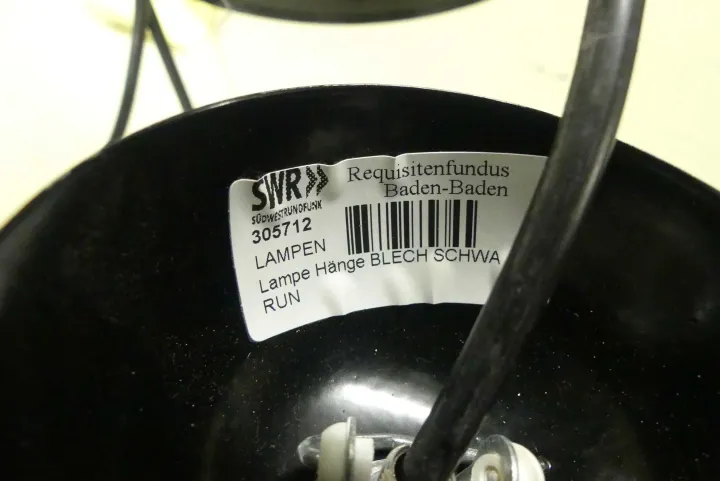 SWR»
Requisitenfundus
Baden-Baden
SÜDWESTRUNDFUNK
305712
LAMPEN
Lampe Hänge BLECH SCHWA
RUN